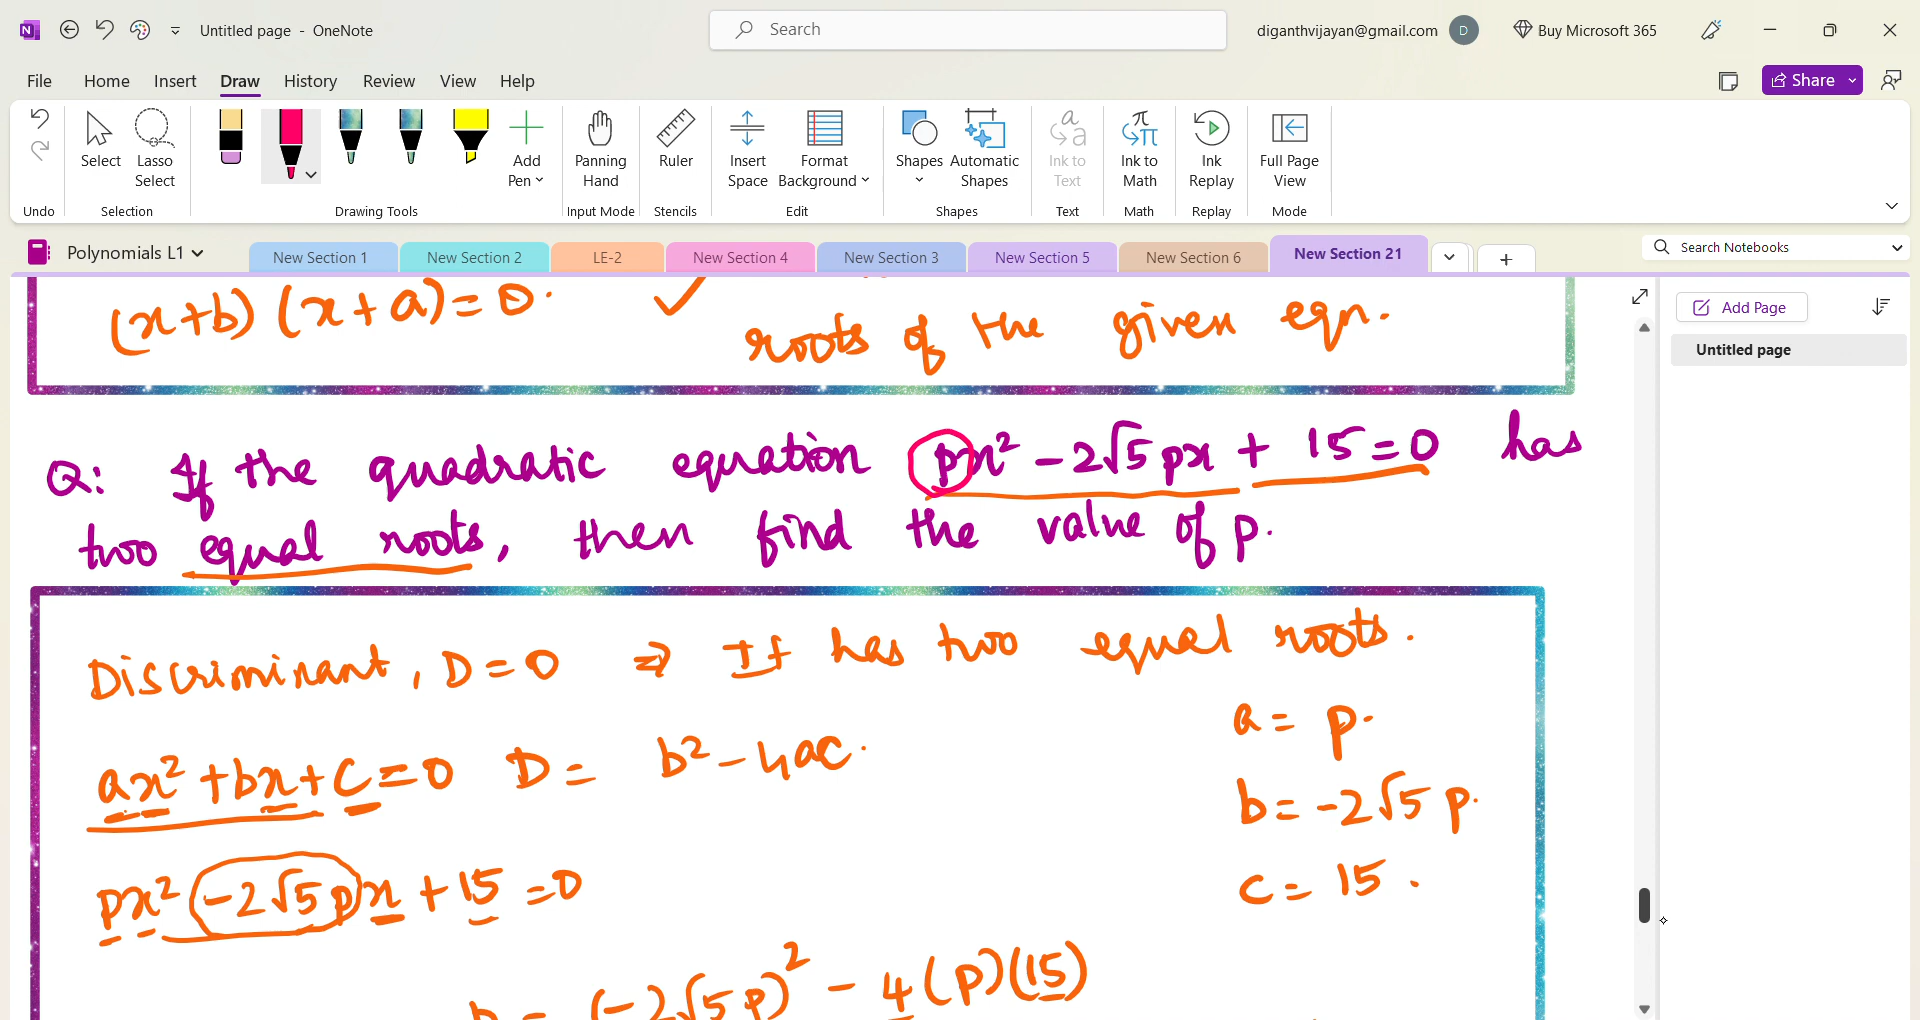 Untitled page - OneNote
Search
diganthvijayan@gmail.com D
Buy Microsoft 365
File Home Insert Draw History Review View Help
Share
Select
Lasso Select
Add Pen
Panning Hand
Ruler
Insert Space
Format Background
Shapes
Automatic Shapes
Ink to Text
Ink to Math
Ink Replay
Full Page View
Undo Selection Drawing Tools Input Mode Stencils Edit Shapes Text Math Replay Mode
Polynomials L1
New Section 1 New Section 2 LE-2 New Section 4 New Section 3 New Section 5 New Section 6 New Section 21
Search Notebooks
Add Page
Untitled page
(x+b) (x+a)=0. ✓
roots of the given eqn.
Q: If the quadratic equation px² - 2√5 px + 15 = 0 has
two equal roots, then find the value of p.
Discriminant, D = 0 ⇒ If has two equal roots.
ax² + bx + c = 0 D = b² - 4ac.
px² - 2√5 p x + 15 = 0
a = p.
b = -2√5 p.
c = 15.
D = (-2√5 p)² - 4 (p)(15)